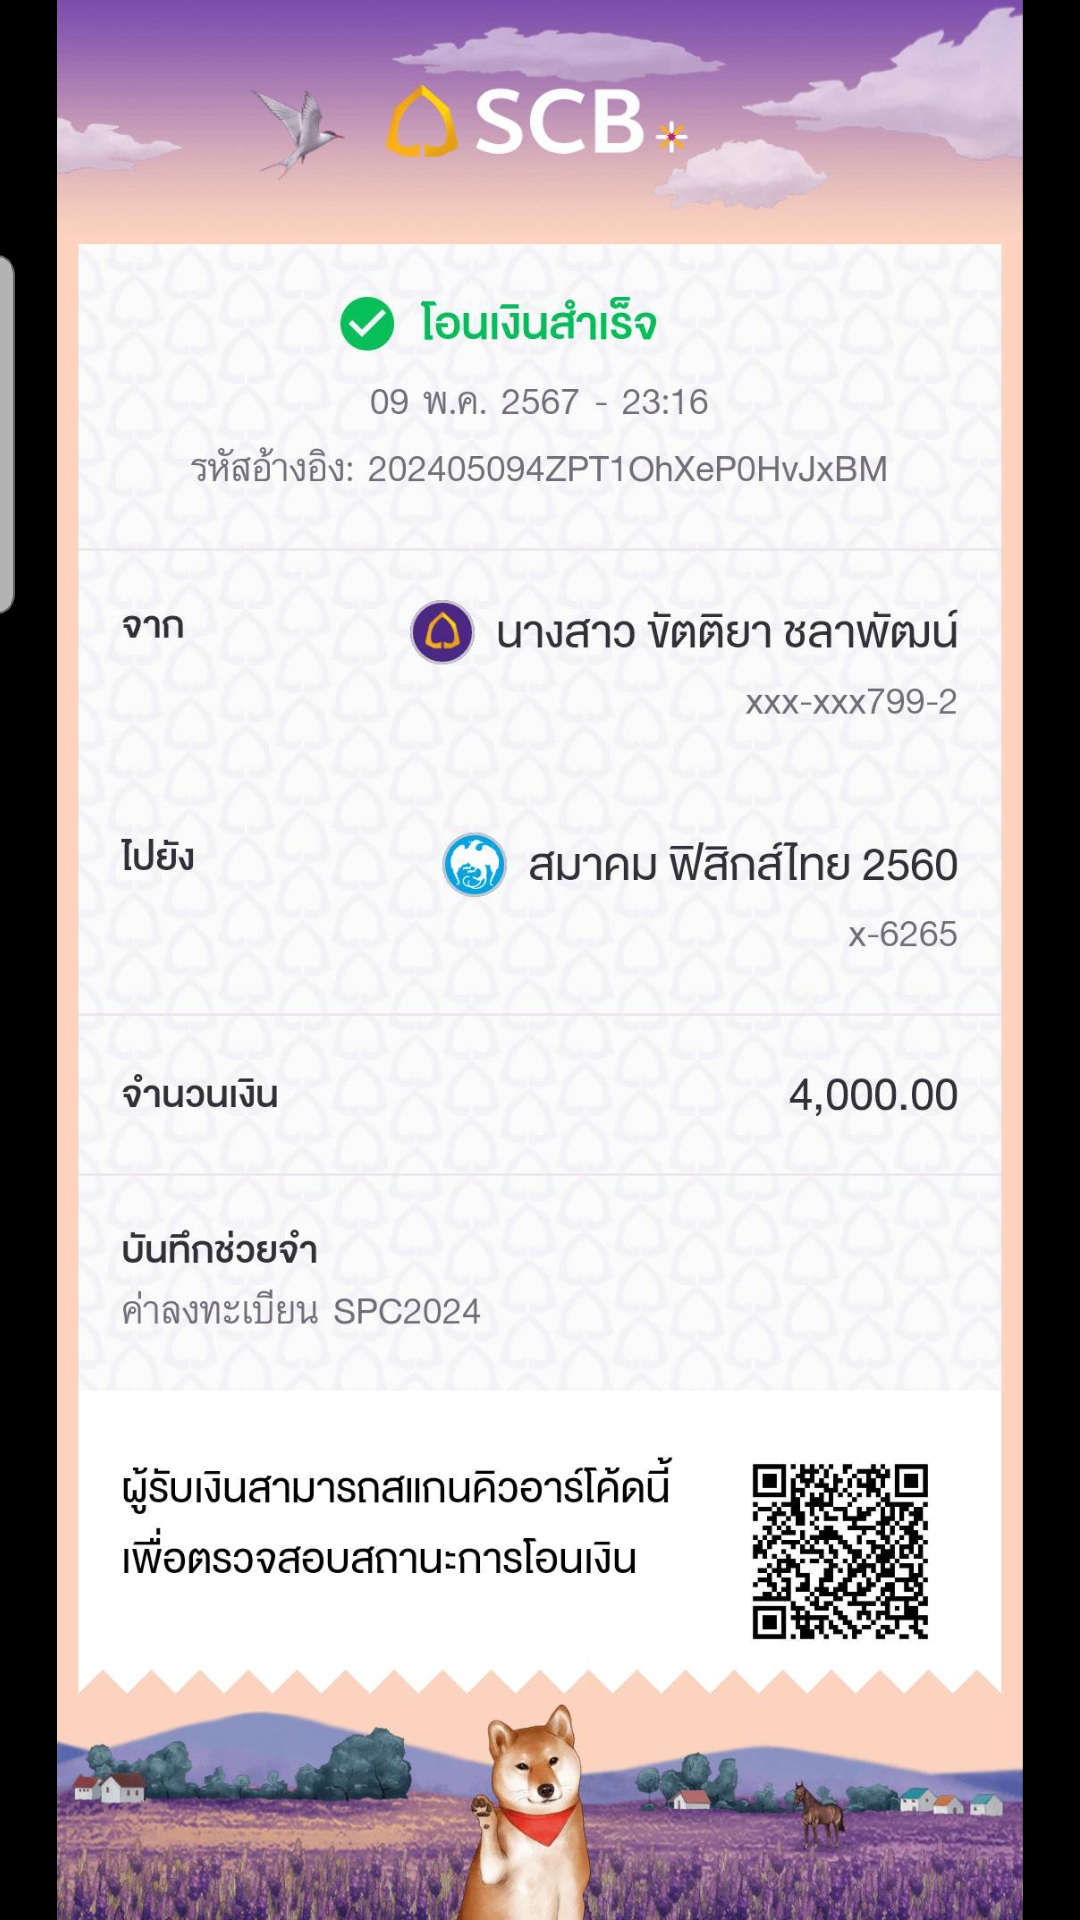 SCB
โอนเงินสำเร็จ
09 พ.ค. 2567 - 23:16
รหัสอ้างอิง: 202405094ZPT1OhXeP0HvJxBM
จาก
นางสาว ขัตติยา ชลาพัฒน์
xxx-xxx799-2
ไปยัง
สมาคม ฟิสิกส์ไทย 2560
x-6265
จำนวนเงิน
4,000.00
บันทึกช่วยจำ
ค่าลงทะเบียน SPC2024
ผู้รับเงินสามารถสแกนคิวอาร์โค้ดนี้
เพื่อตรวจสอบสถานะการโอนเงิน